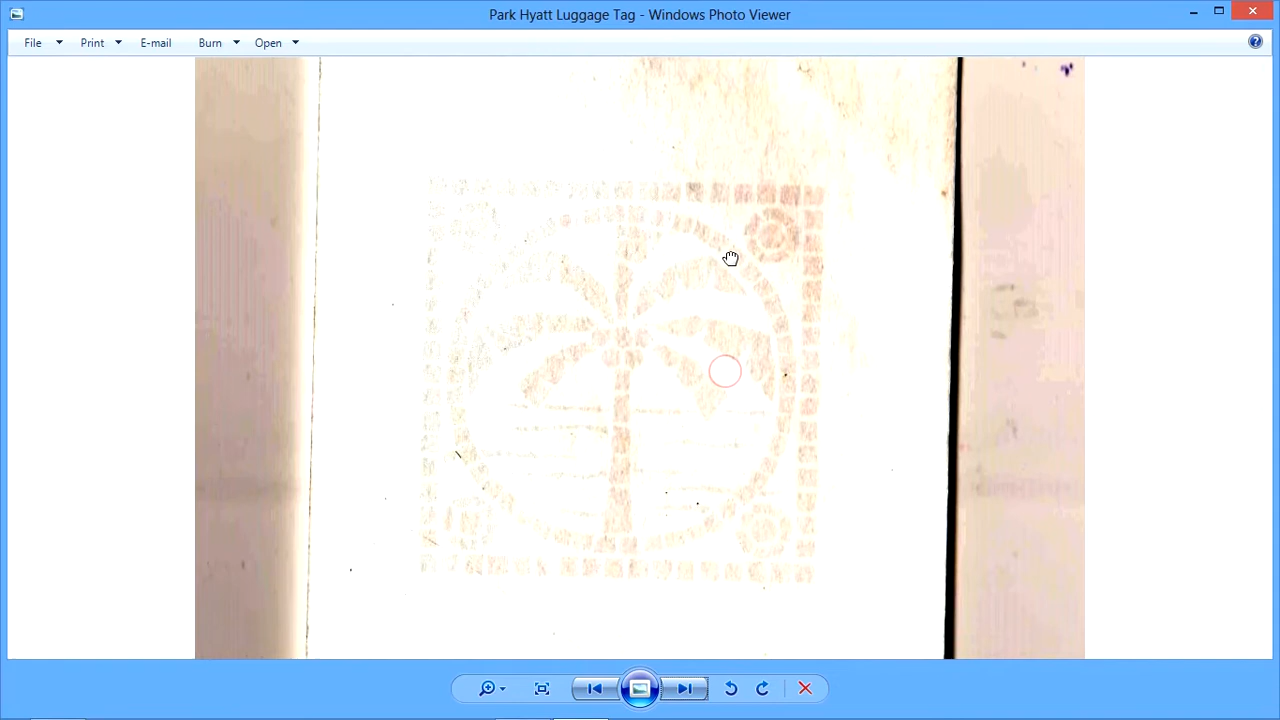 Park Hyatt Luggage Tag - Windows Photo Viewer
File Print E-mail Burn Open